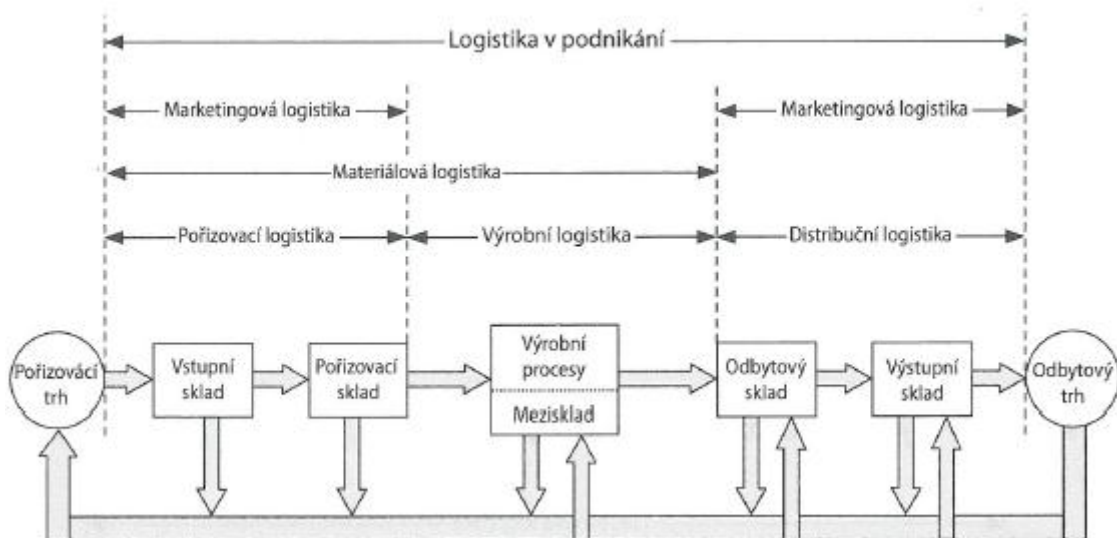 Logistika v podnikání
Marketingová logistika
Marketingová logistika
Materiálová logistika
Pořizovací logistika
Výrobní logistika
Distribuční logistika
Pořizovácí
trh
Vstupní
sklad
Pořizovací
sklad
Výrobní
procesy
Mezisklad
Odbytový
sklad
Výstupní
sklad
Odbytový
trh